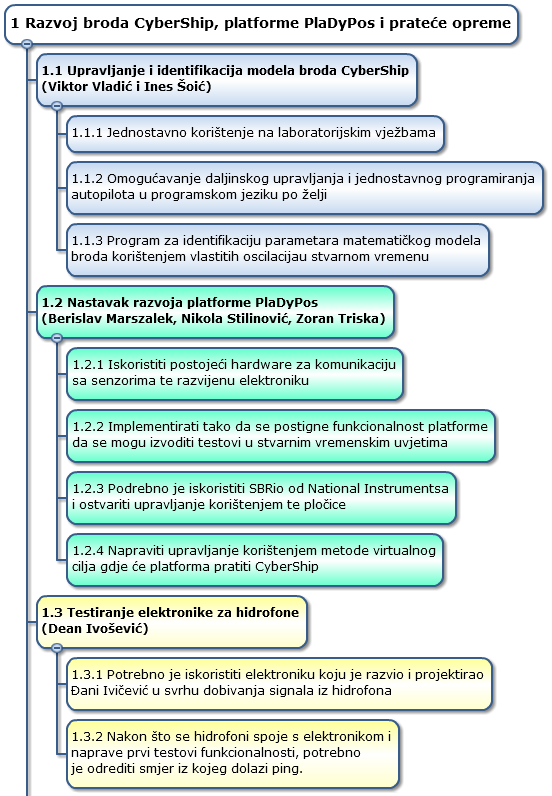 1 Razvoj broda CyberShip, platforme PlaDyPos i prateće opreme
1.1 Upravljanje i identifikacija modela broda CyberShip
(Viktor Vladić i Ines Šoić)
1.1.1 Jednostavno korištenje na laboratorijskim vježbama
1.1.2 Omogućavanje daljinskog upravljanja i jednostavnog programiranja
autopilota u programskom jeziku po želji
1.1.3 Program za identifikaciju parametara matematičkog modela
broda korištenjem vlastitih oscilacijau stvarnom vremenu
1.2 Nastavak razvoja platforme PlaDyPos
(Berislav Marszalek, Nikola Stilinović, Zoran Triska)
1.2.1 Iskoristiti postojeći hardware za komunikaciju
sa senzorima te razvijenu elektroniku
1.2.2 Implementirati tako da se postigne funkcionalnost platforme
da se mogu izvoditi testovi u stvarnim vremenskim uvjetima
1.2.3 Podrebno je iskoristiti SBRio od National Instrumentsa
i ostvariti upravljanje korištenjem te pločice
1.2.4 Napraviti upravljanje korištenjem metode virtualnog
cilja gdje će platforma pratiti CyberShip
1.3 Testiranje elektronike za hidrofone
(Dean Ivošević)
1.3.1 Potrebno je iskoristiti elektroniku koju je razvio i projektirao
Đani Ivičević u svrhu dobivanja signala iz hidrofona
1.3.2 Nakon što se hidrofoni spoje s elektronikom i
naprave prvi testovi funkcionalnosti, potrebno
je odrediti smjer iz kojeg dolazi ping.